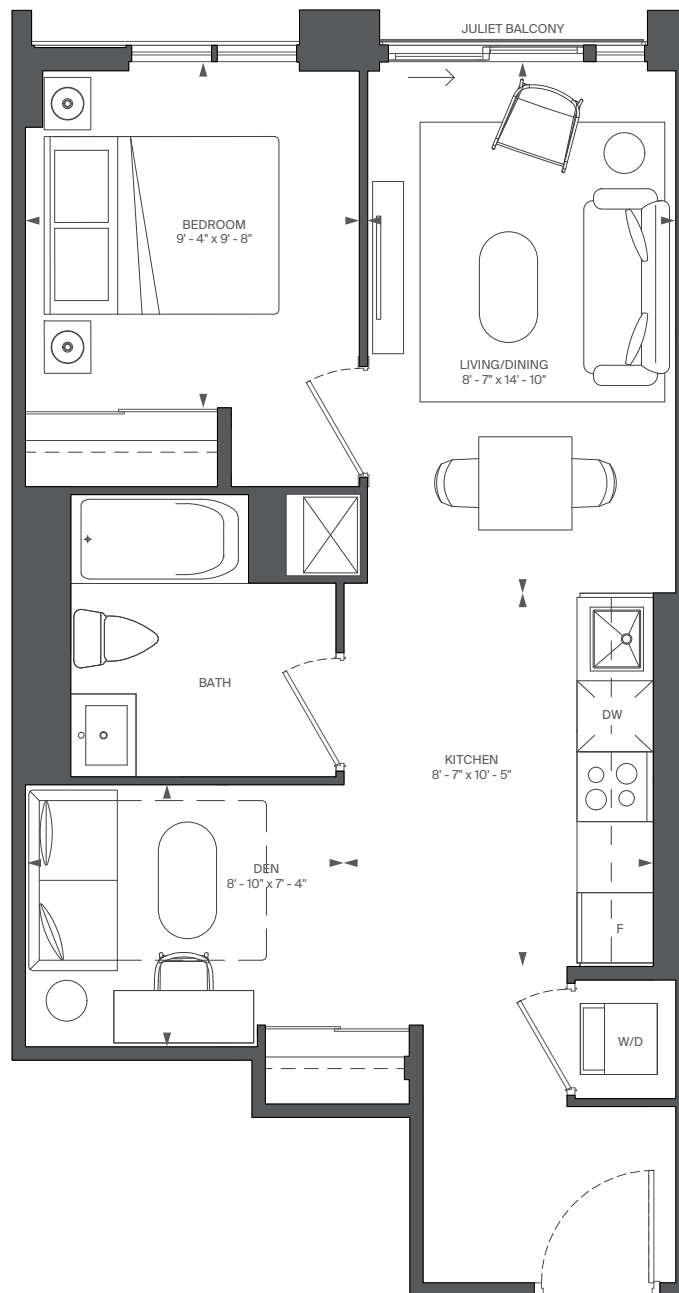 JULIET BALCONY
BEDROOM
9' - 4" x 9' - 8"
LIVING/DINING
8' - 7" x 14' - 10"
BATH
DW
KITCHEN
8' - 7" x 10' - 5"
DEN
8' - 10" x 7' - 4"
F
W/D